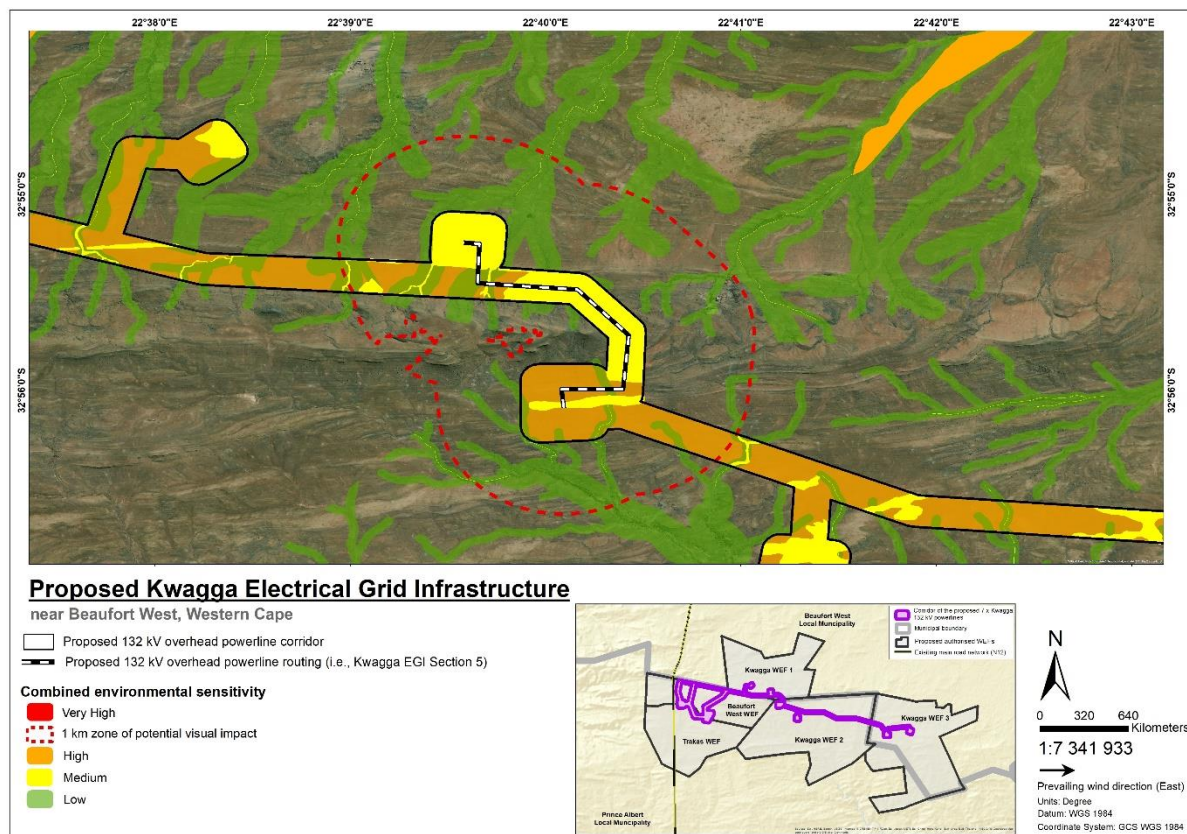 22°38'0"E
22°39'0"E
22°40'0"E
22°41'0"E
22°42'0"E
22°43'0"E
32°55'0"S
32°55'0"S
32°56'0"S
32°56'0"S
Proposed Kwagga Electrical Grid Infrastructure
near Beaufort West, Western Cape
Proposed 132 kV overhead powerline corridor
Proposed 132 kV overhead powerline routing (i.e., Kwagga EGI Section 5)
Combined environmental sensitivity
Very High
1 km zone of potential visual impact
High
Medium
Low
Beaufort West
Local Muncipality
Corridor of the proposed 7 x Kwagga
132 kV powerlines
Municipal boundary
Proposed authorised WEFs
Existing main road network (N12)
Kwagga WEF 1
Beaufort
West WEF
Kwagga WEF 3
Trakas WEF
Kwagga WEF 2
Prince Albert
Local Municipality
N
0 320 640
Kilometers
1:7 341 933
Prevailing wind direction (East)
Units: Degree
Datum: WGS 1984
Coordinate System: GCS WGS 1984